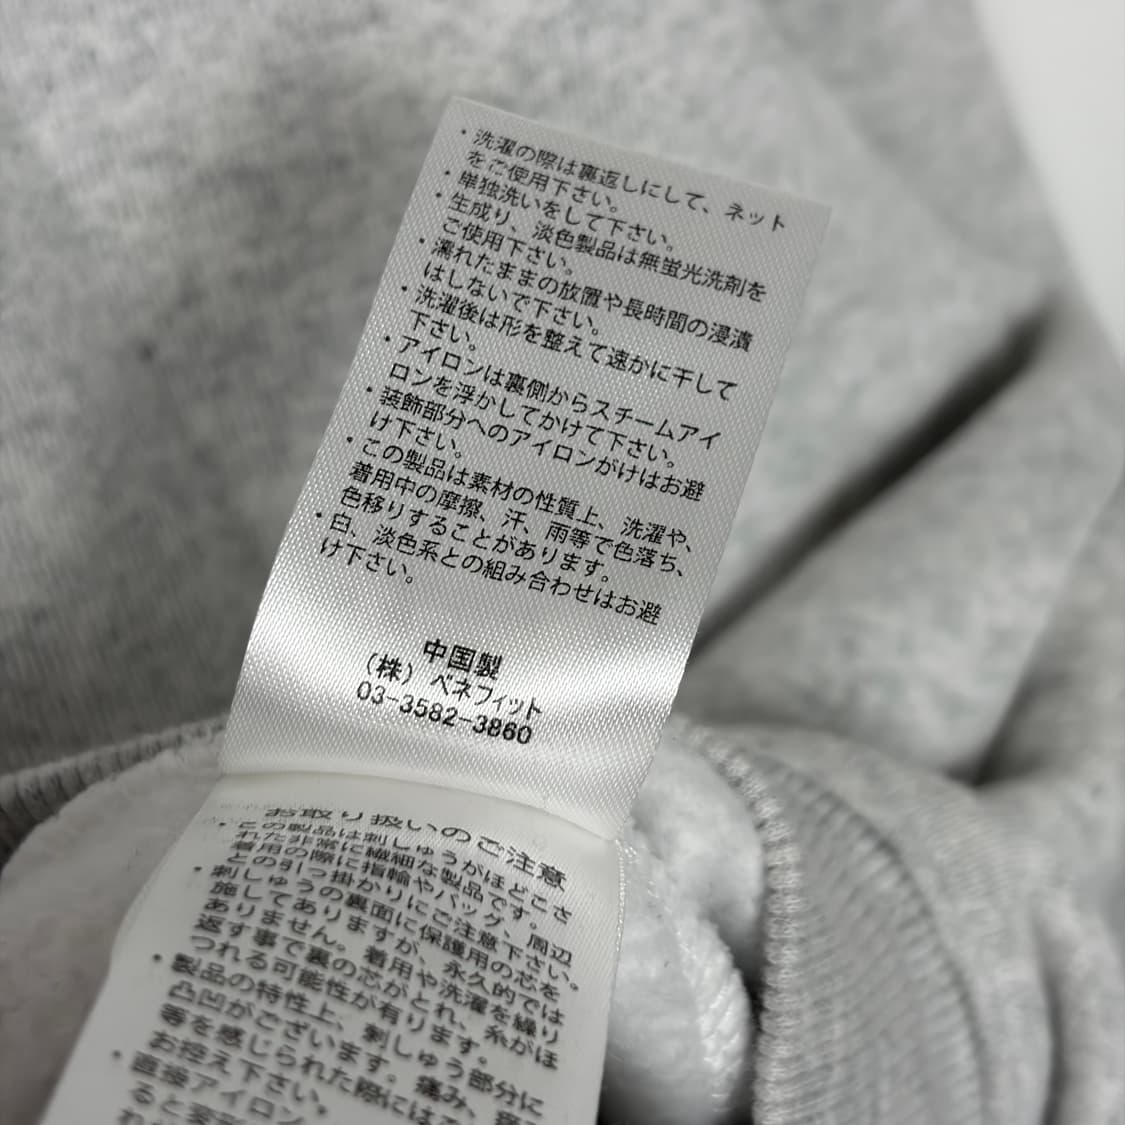 ・洗濯の際は裏返しにして、ネット
をご使用下さい。
・単独洗いをして下さい。
・生成り、淡色製品は無蛍光洗剤を
ご使用下さい。
・濡れたままの放置や長時間の浸漬
はしないで下さい。
・洗濯後は形を整えて速かに干して
下さい。
・アイロンは裏側からスチームアイ
ロンを浮かしてかけて下さい。
・装飾部分へのアイロンがけはお避
け下さい。
・この製品は素材の性質上、洗濯や、
着用中の摩擦、汗、雨等で色落ち、
色移りすることがあります。
・白、淡色系との組み合わせはお避
け下さい。
中国製
（株）ベネフィット
03-3582-3860
お取り扱いのご注意
・この製品は刺しゅうがほどこさ
れた非常に繊細な製品です。
着用の際に指輪やバッグ、周辺
との引っ掛かりにご注意下さい。
・刺しゅうの裏面に保護用の芯を
施してありますが、永久的では
ありません。着用や洗濯を繰り
返す事で裏の芯がとれ、糸がほ
つれる可能性が有ります。
・製品の特性上、刺しゅう部分に
凸凹がございます。痛み、
等を感じられた際にはご
お控え下さい。
・直接アイロン
ると変形